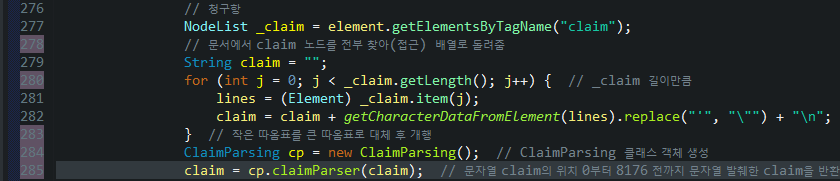 276 // 청구항
277 NodeList _claim = element.getElementsByTagName("claim");
278 // 문서에서 claim 노드를 전부 찾아(접근) 배열로 돌려줌
279 String claim = "";
280 for (int j = 0; j < _claim.getLength(); j++) { // _claim 길이만큼
281 lines = (Element) _claim.item(j);
282 claim = claim + getCharacterDataFromElement(lines).replace("'", "\"") + "\n";
283 } // 작은 따옴표를 큰 따옴표로 대체 후 개행
284 ClaimParsing cp = new ClaimParsing(); // ClaimParsing 클래스 객체 생성
285 claim = cp.claimParser(claim); // 문자열 claim의 위치 0부터 8176 전까지 문자열 발췌한 claim을 반환